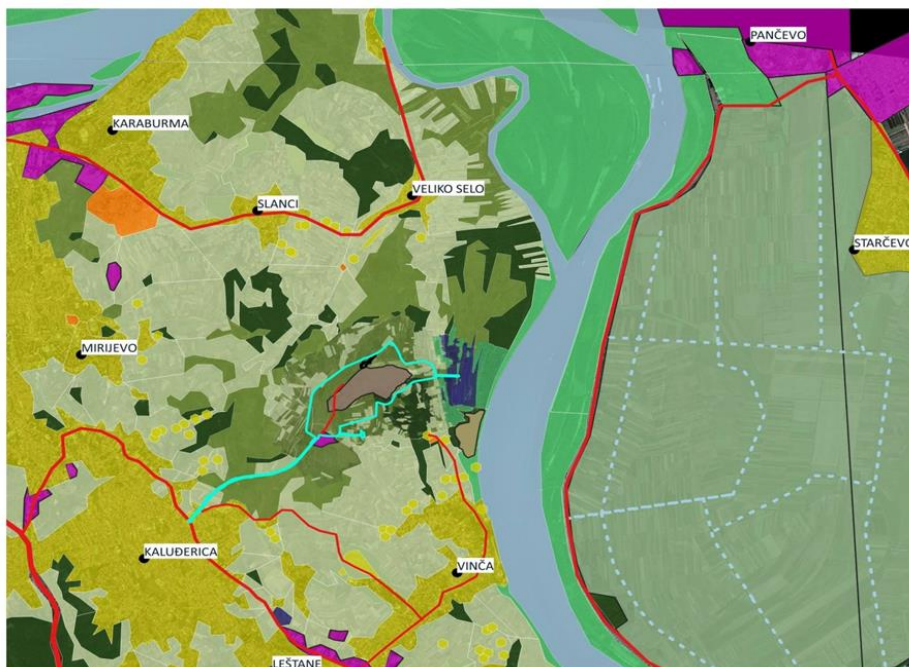 PANČEVO
KARABURMA
VELIKO SELO
SLANCI
STARČEVO
MIRIJEVO
KALUĐERICA
VINČA
LEŠTANE